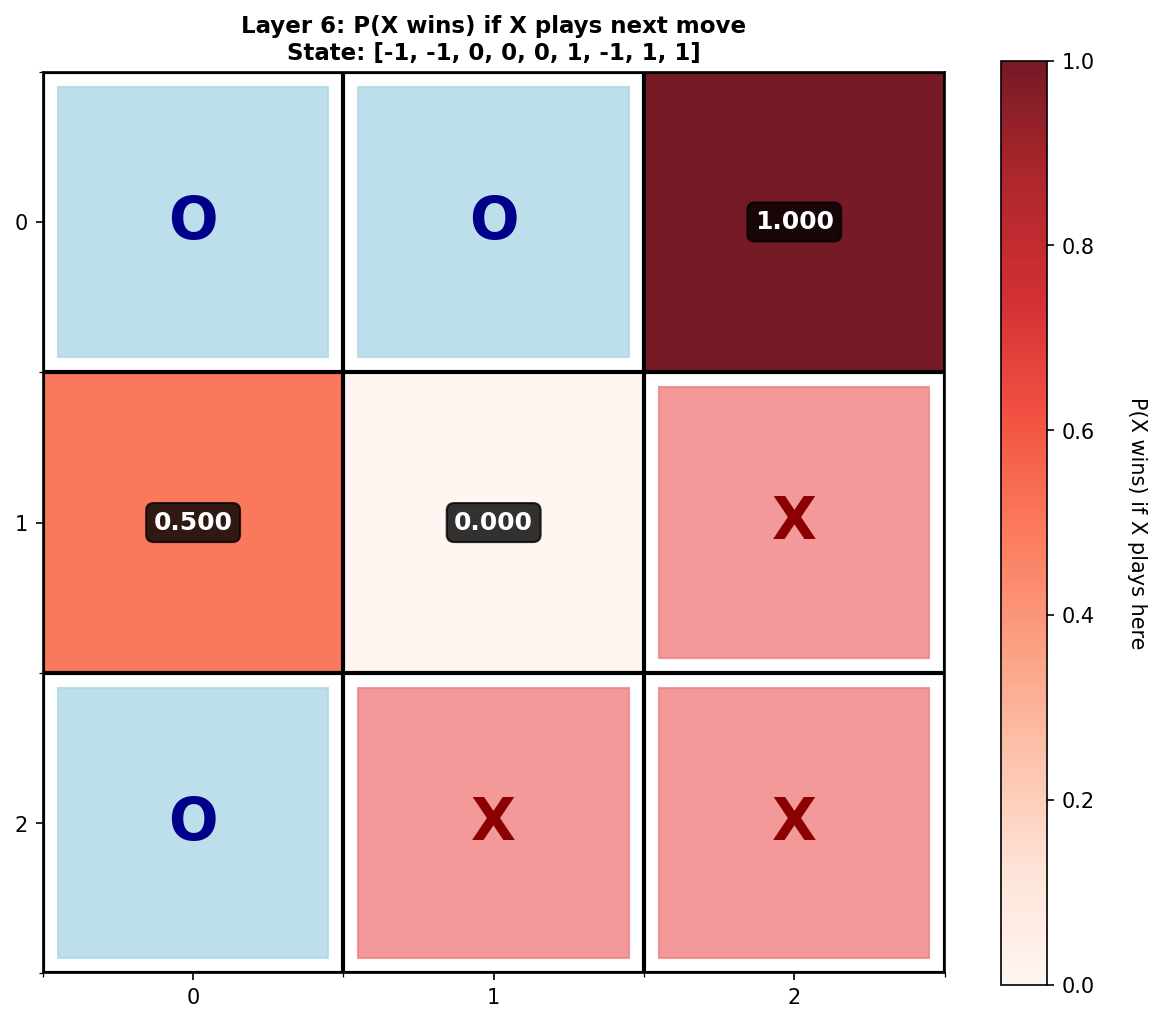 Layer 6: P(X wins) if X plays next move
State: [-1, -1, 0, 0, 0, 1, -1, 1, 1]
O
O
1.000
0.500
0.000
X
O
X
X
0
1
2
0
1
2
1.0
0.8
0.6
0.4
0.2
0.0
P(X wins) if X plays here